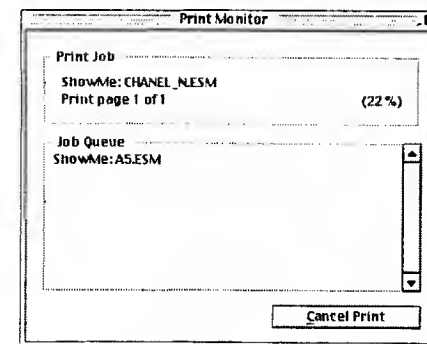 Print Monitor
Print Job
ShowMe: CHANEL_N.ESM
Print page 1 of 1 (22%)
Job Queue
ShowMe: A5.ESM
Cancel Print